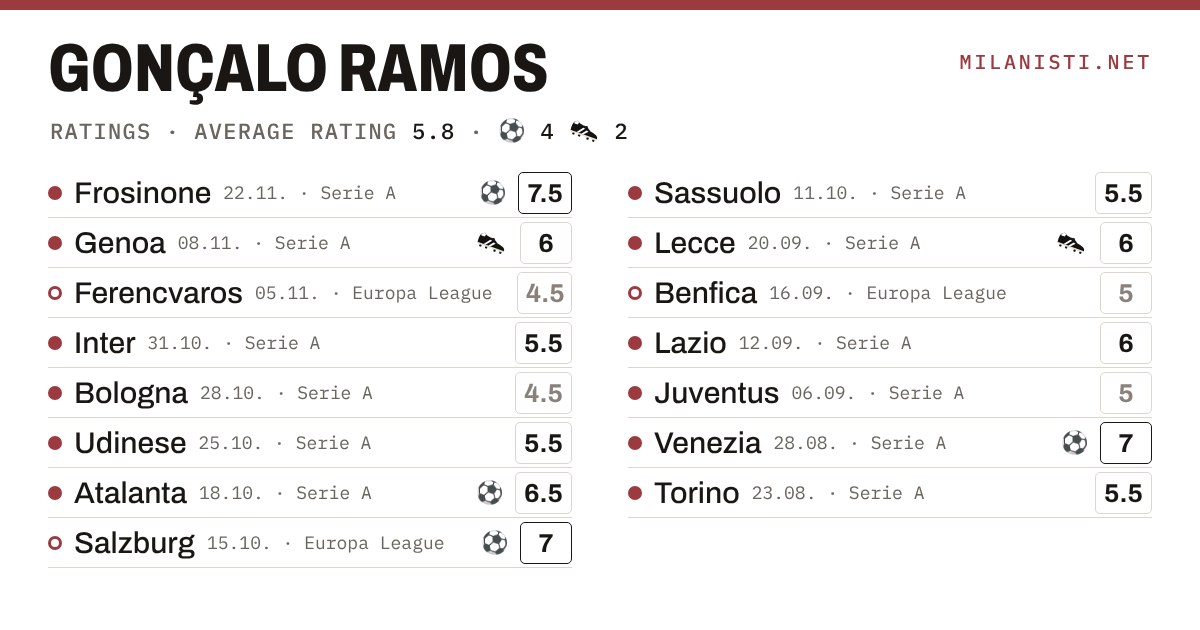 GONÇALO RAMOS
MILANISTI.NET
RATINGS · AVERAGE RATING 5.8 · ⚽ 4 2
Frosinone 22.11. · Serie A ⚽ 7.5
Genoa 08.11. · Serie A 6
Ferencvaros 05.11. · Europa League 4.5
Inter 31.10. · Serie A 5.5
Bologna 28.10. · Serie A 4.5
Udinese 25.10. · Serie A 5.5
Atalanta 18.10. · Serie A ⚽ 6.5
Salzburg 15.10. · Europa League ⚽ 7
Sassuolo 11.10. · Serie A 5.5
Lecce 20.09. · Serie A 6
Benfica 16.09. · Europa League 5
Lazio 12.09. · Serie A 6
Juventus 06.09. · Serie A 5
Venezia 28.08. · Serie A ⚽ 7
Torino 23.08. · Serie A 5.5